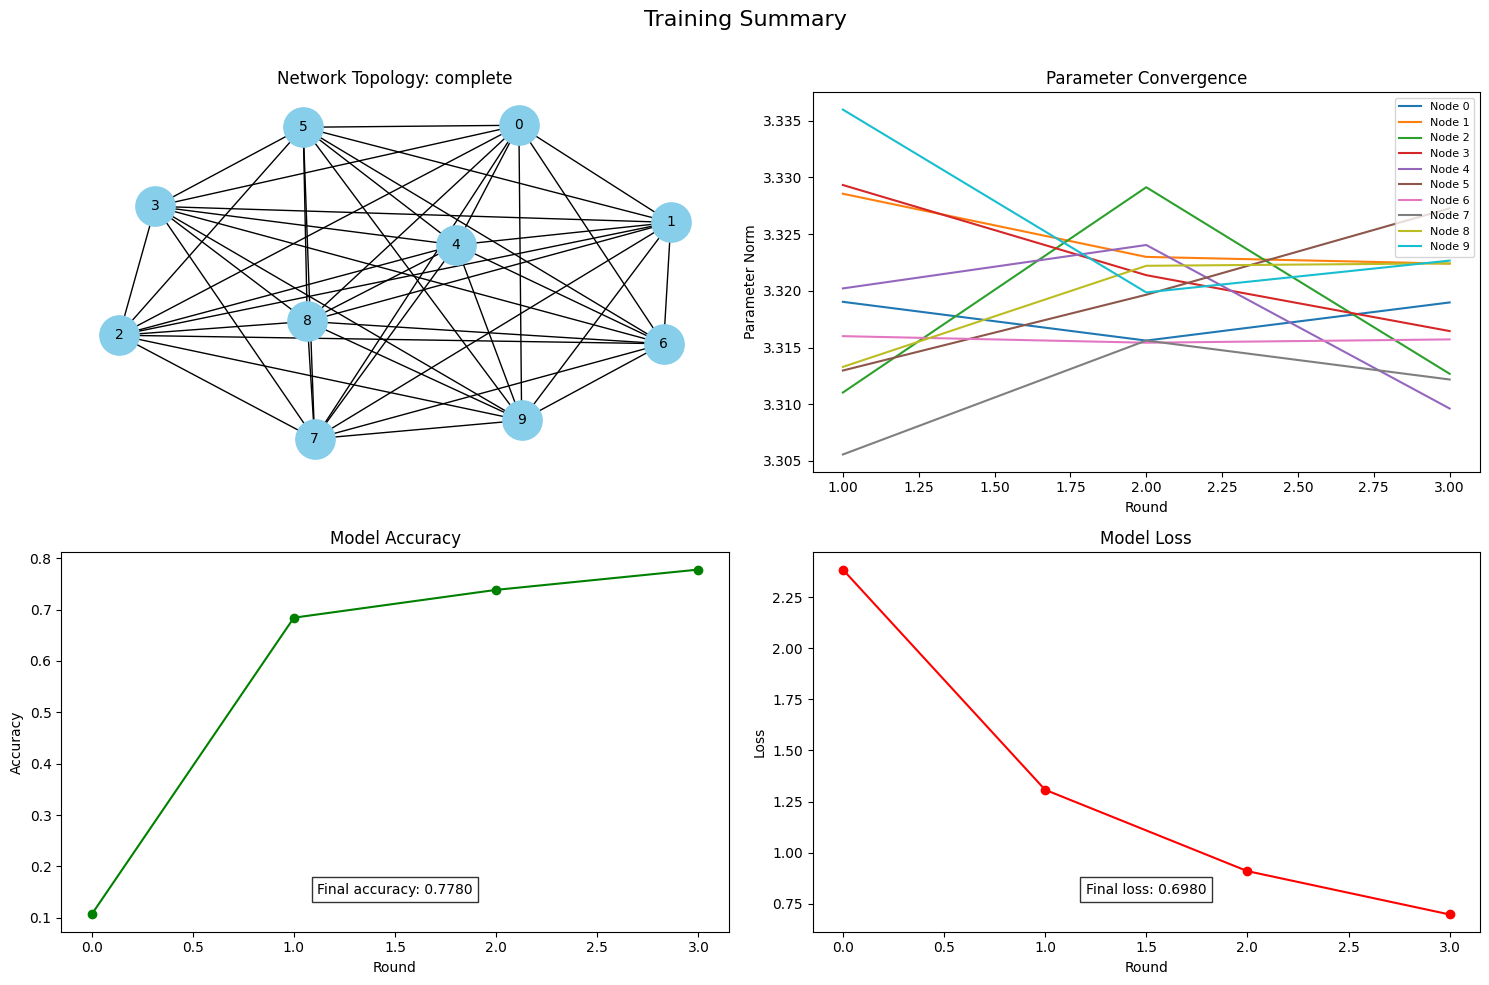 Training Summary
Network Topology: complete
5
0
3
1
4
8
2
6
9
7
Parameter Convergence
Parameter Norm
3.335
3.330
3.325
3.320
3.315
3.310
3.305
Node 0
Node 1
Node 2
Node 3
Node 4
Node 5
Node 6
Node 7
Node 8
Node 9
1.00 1.25 1.50 1.75 2.00 2.25 2.50 2.75 3.00
Round
Model Accuracy
Accuracy
0.8
0.7
0.6
0.5
0.4
0.3
0.2
0.1
Final accuracy: 0.7780
0.0 0.5 1.0 1.5 2.0 2.5 3.0
Round
Model Loss
Loss
2.25
2.00
1.75
1.50
1.25
1.00
0.75
Final loss: 0.6980
0.0 0.5 1.0 1.5 2.0 2.5 3.0
Round